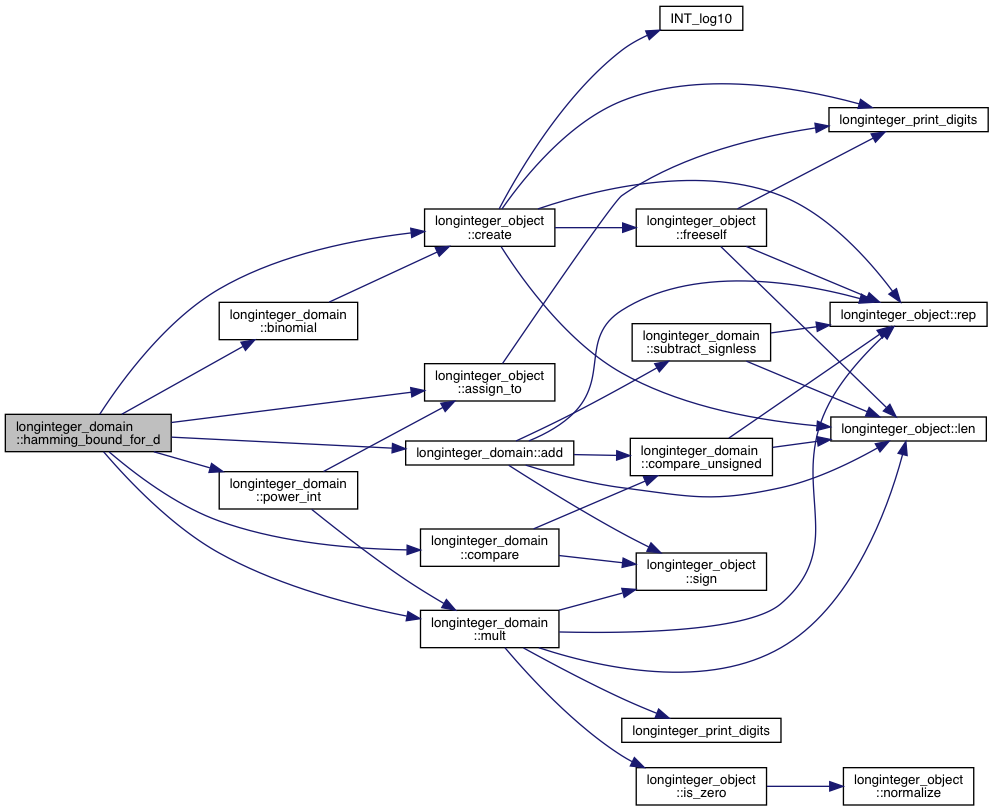 INT_log10
longinteger_print_digits
longinteger_object
::create
longinteger_object
::freeself
longinteger_domain
::binomial
longinteger_object::rep
longinteger_domain
::subtract_signless
longinteger_object
::assign_to
longinteger_domain
::hamming_bound_for_d
longinteger_object::len
longinteger_domain::add
longinteger_domain
::compare_unsigned
longinteger_domain
::power_int
longinteger_domain
::compare
longinteger_object
::sign
longinteger_domain
::mult
longinteger_print_digits
longinteger_object
::is_zero
longinteger_object
::normalize